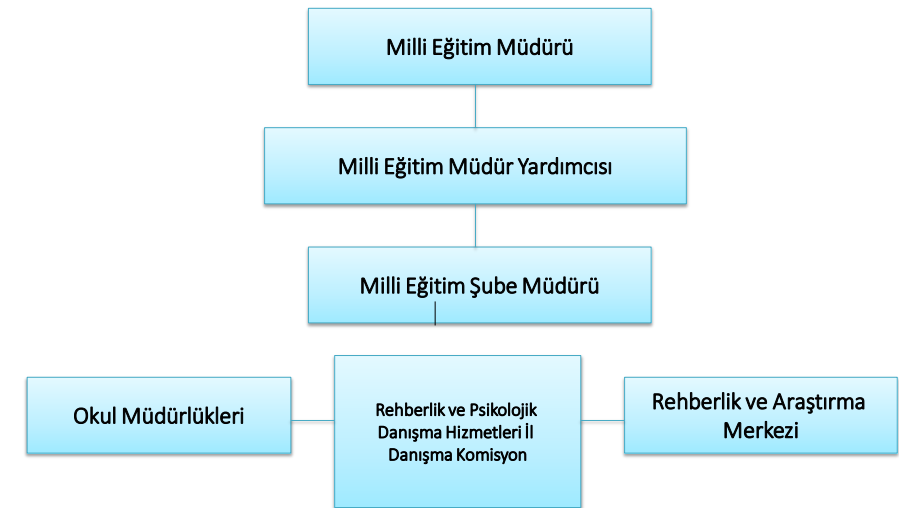 Milli Eğitim Müdürü
Milli Eğitim Müdür Yardımcısı
Milli Eğitim Şube Müdürü
Okul Müdürlükleri
Rehberlik ve Psikolojik
Danışma Hizmetleri İl
Danışma Komisyon
Rehberlik ve Araştırma
Merkezi